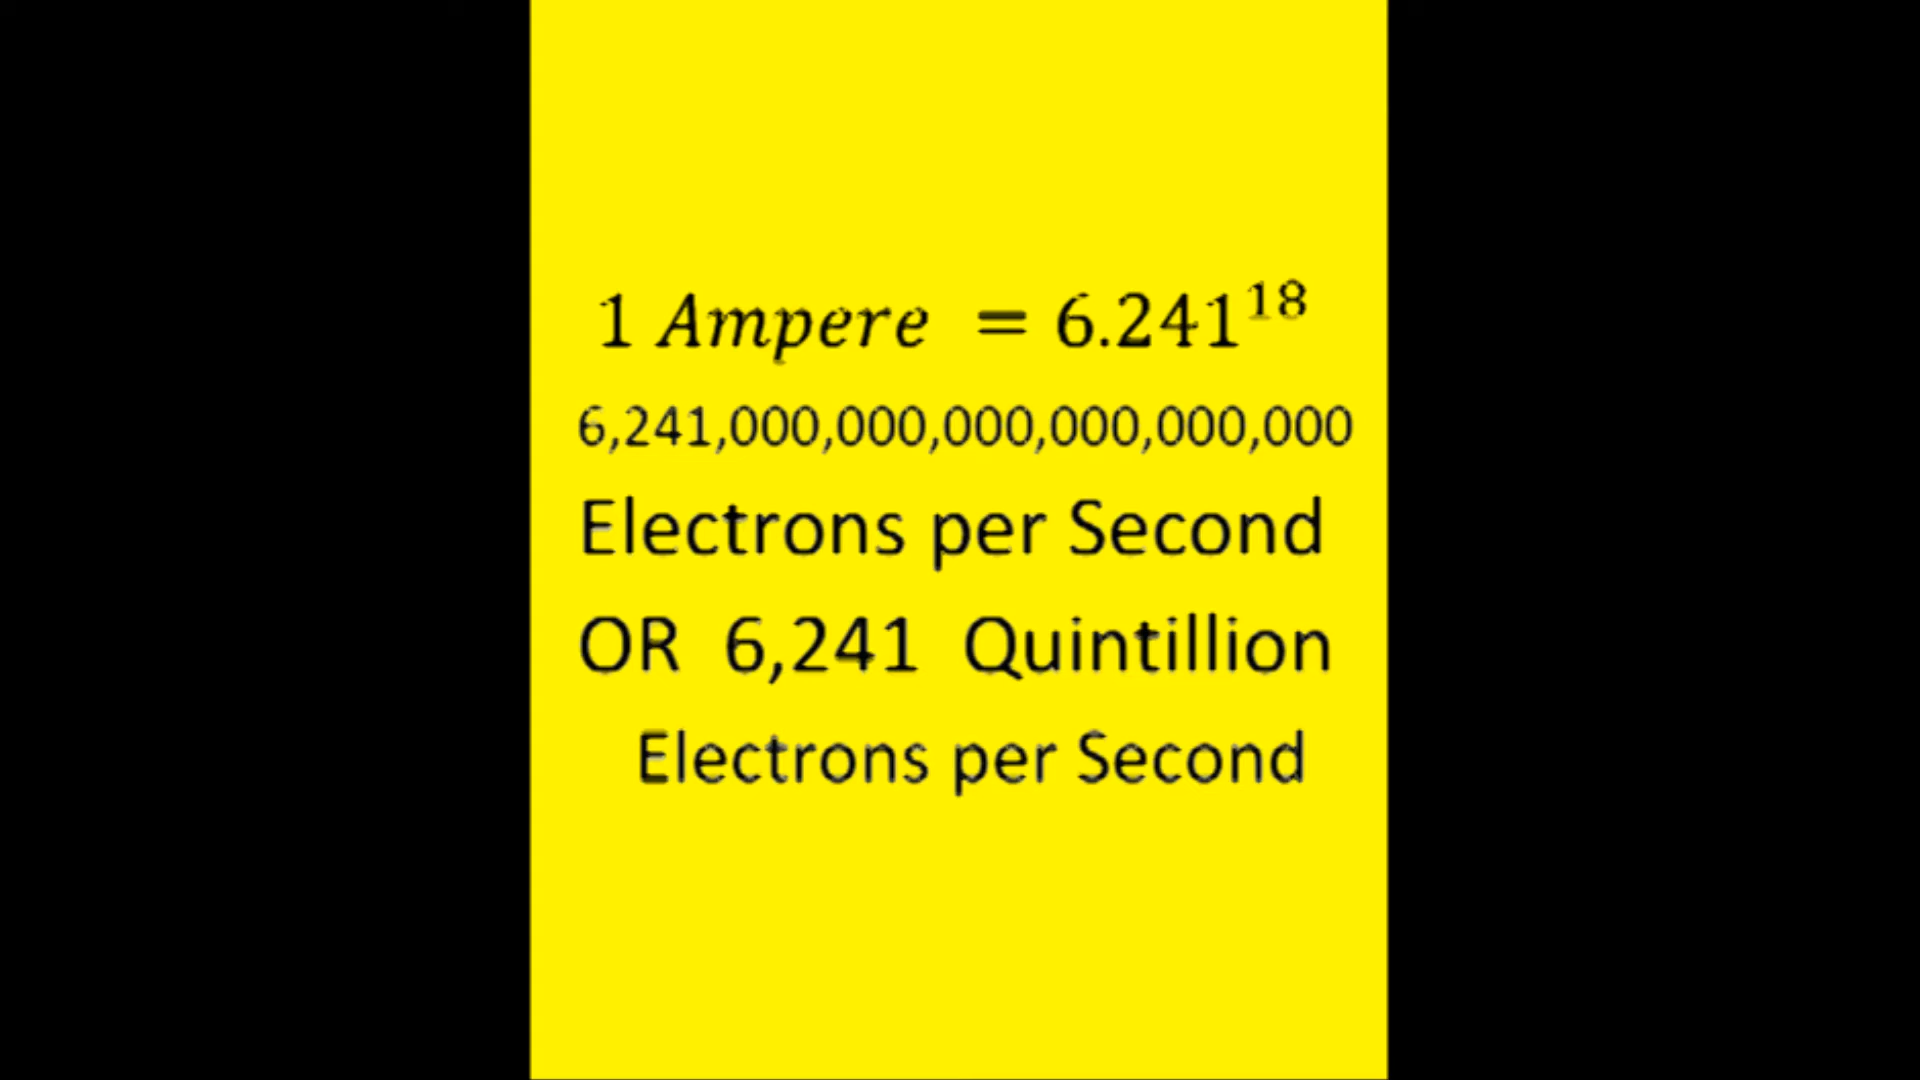 1 Ampere = 6.241¹⁸
6,241,000,000,000,000,000,000
Electrons per Second
OR 6,241 Quintillion
Electrons per Second